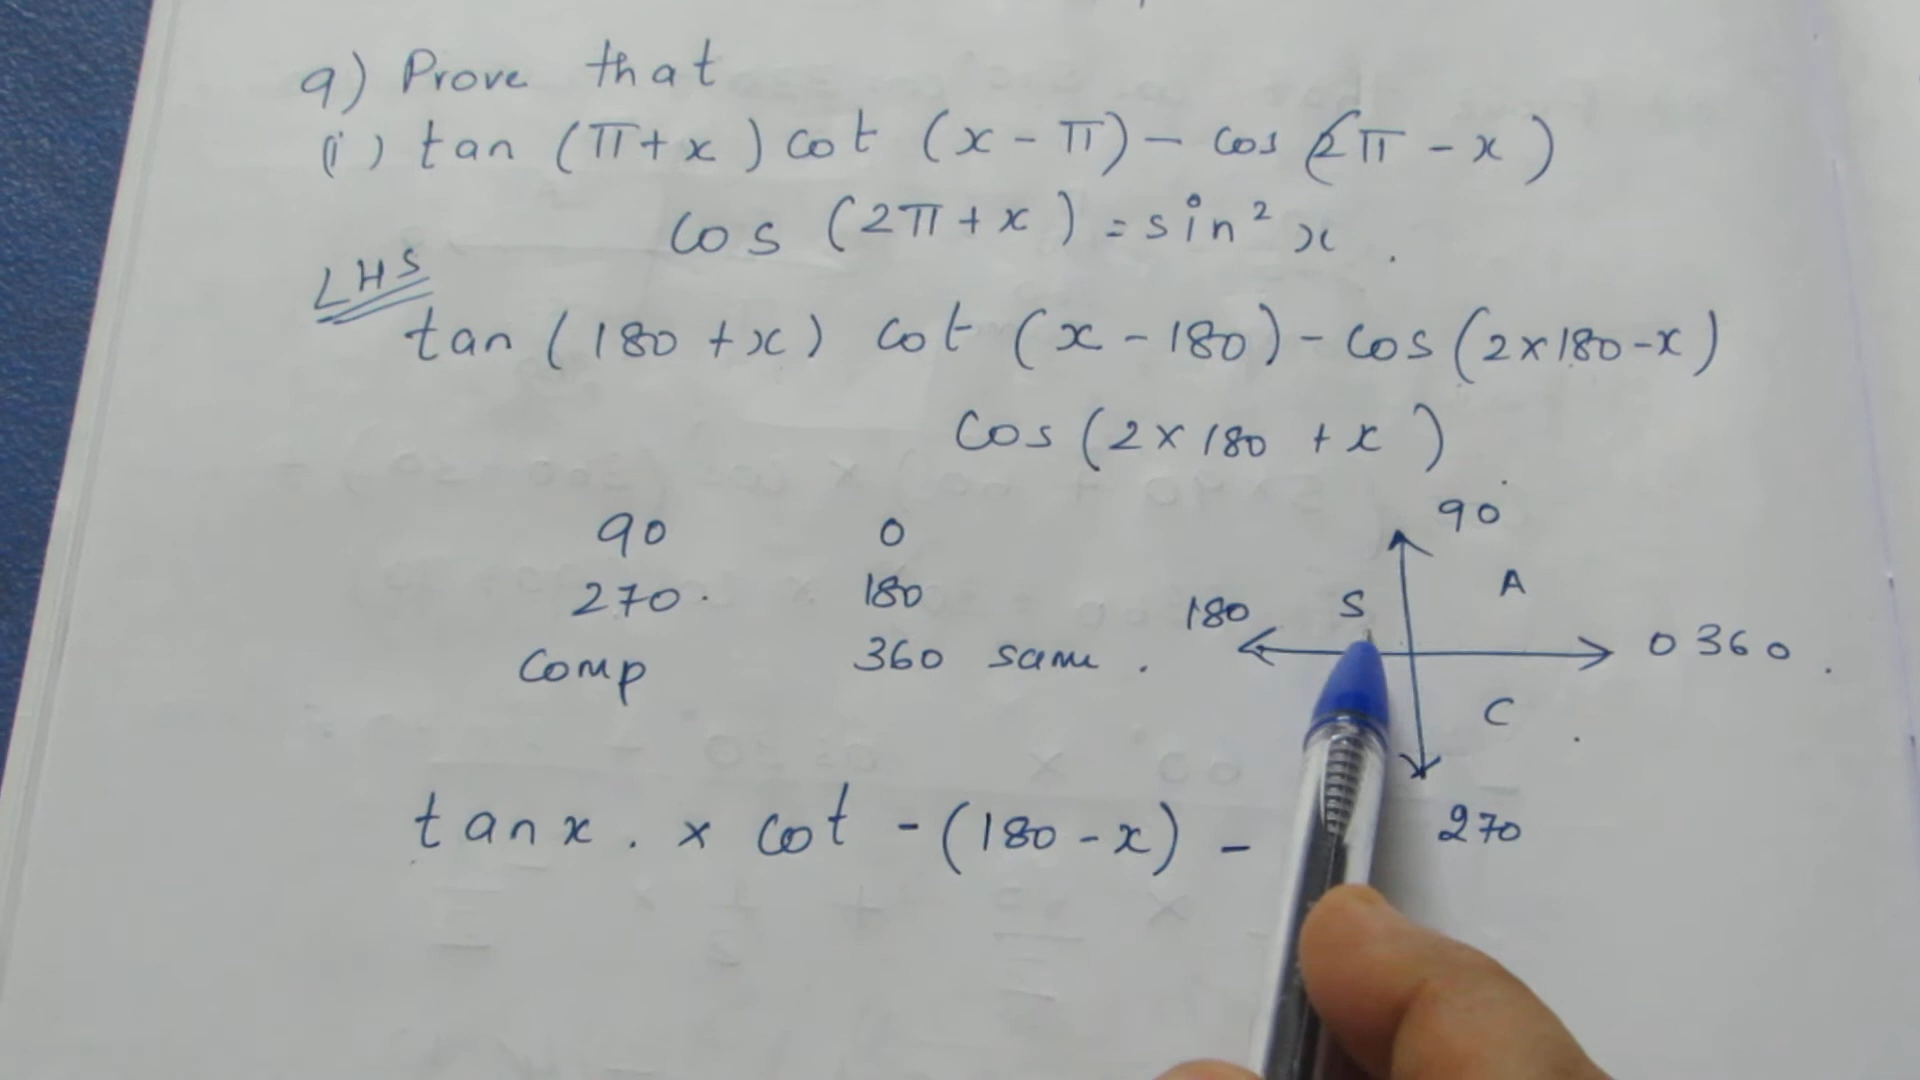 9) Prove that
(i) tan (π + x) cot (x - π) - cos (2π - x)
cos (2π + x) = sin² x .
LHS
tan (180 + x) cot (x - 180) - cos (2 x 180 - x)
cos (2 x 180 + x)
90 0
270 . 180
comp 360 same .
90
A
S
180
0 360 .
C
270
tan x . x cot - (180 - x) -